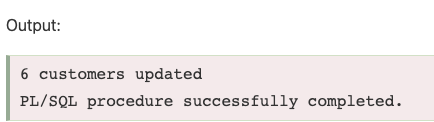 Output:
6 customers updated
PL/SQL procedure successfully completed.